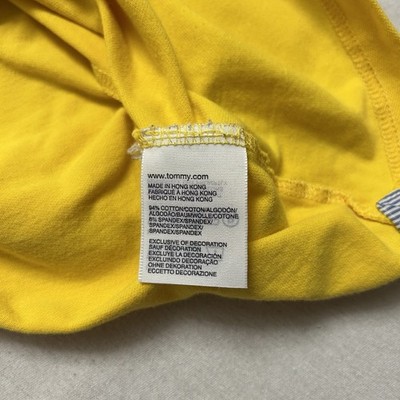 www.tommy.com
MADE IN HONG KONG
FABRIQUÉ À HONG KONG
HECHO EN HONG KONG
94% COTTON/COTON/ALGODÓN/
ALGODÃO/BAUMWOLLE/COTONE
6% SPANDEX/SPANDEX/
SPANDEX/SPANDEX/
SPANDEX/SPANDEX
EXCLUSIVE OF DECORATION
SAUF DÉCORATION
EXCLUYE LA DECORACIÓN
EXCLUINDO DECORAÇÃO
OHNE DEKORATION
ECCETTO DECORAZIONE